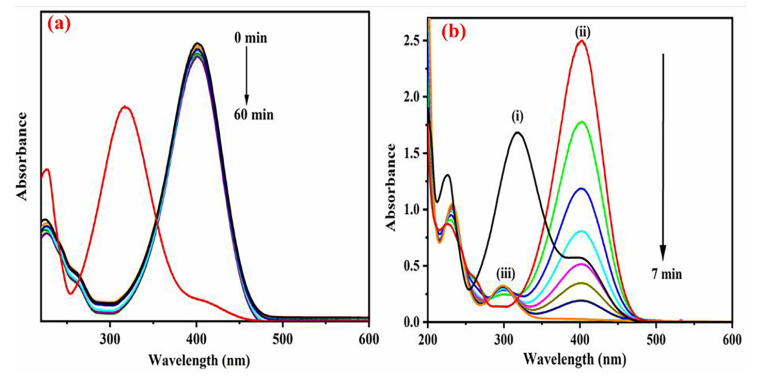 (a)
0 min
60 min
Absorbance
300
400
500
600
Wavelength (nm)
(b)
(ii)
(i)
(iii)
7 min
Absorbance
2.5
2.0
1.5
1.0
0.5
0.0
200
300
400
500
600
Wavelength (nm)